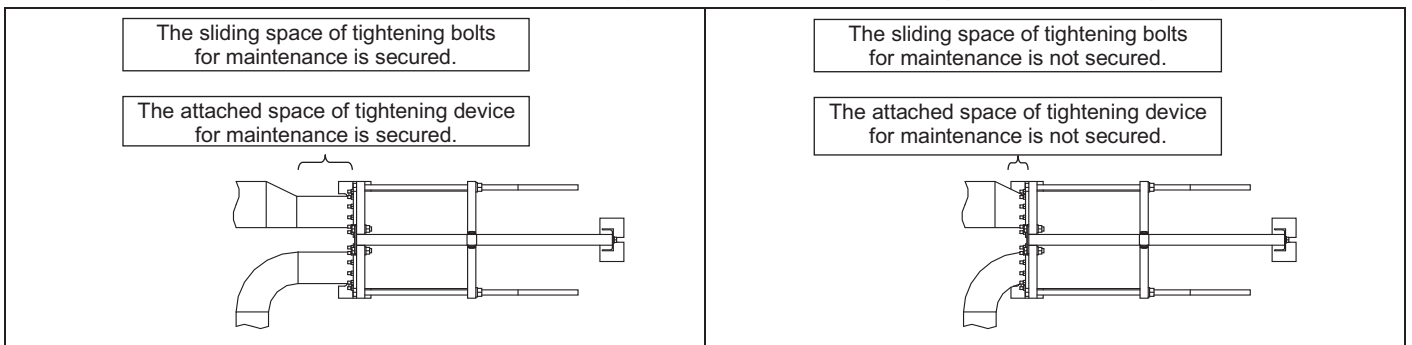 The sliding space of tightening bolts
for maintenance is secured.
The attached space of tightening device
for maintenance is secured.
The sliding space of tightening bolts
for maintenance is not secured.
The attached space of tightening device
for maintenance is not secured.